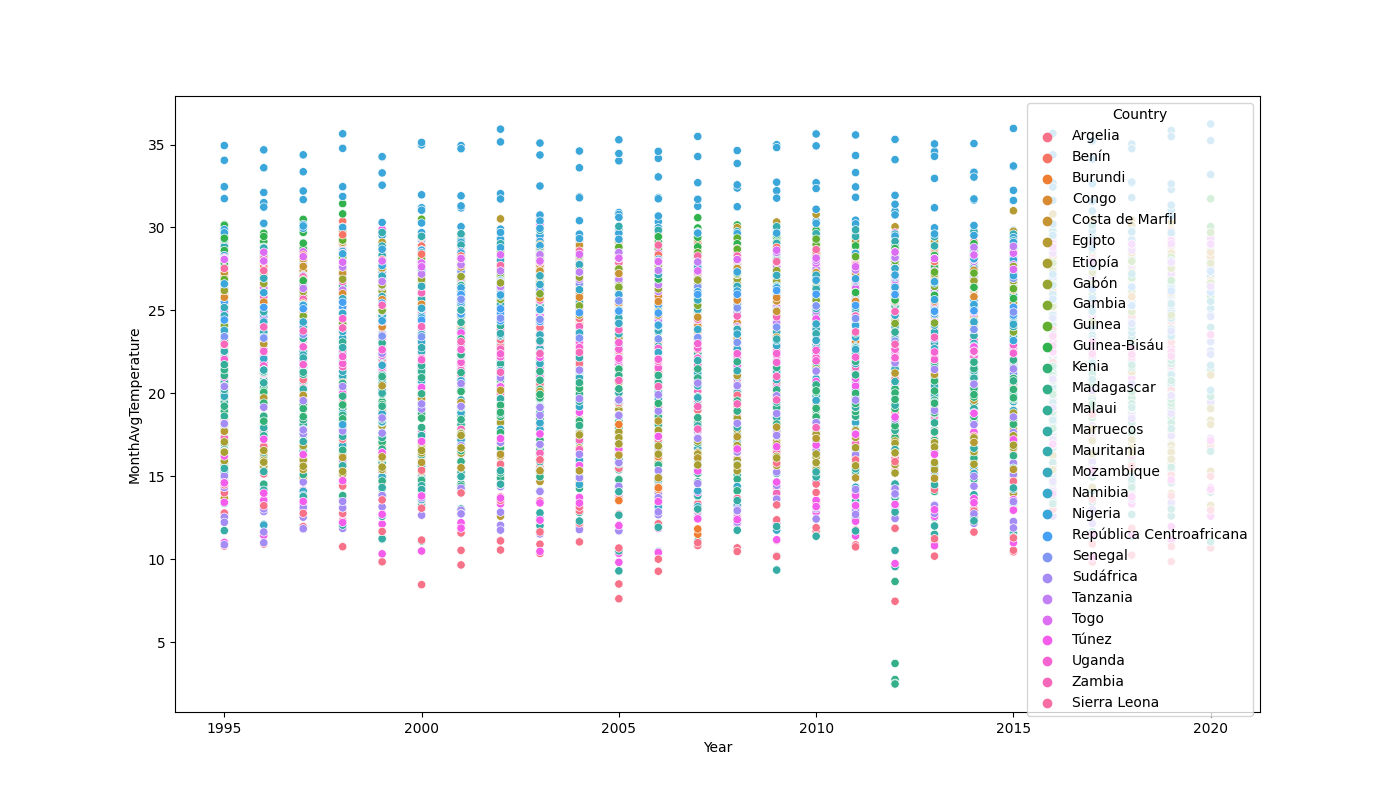 Country
Argelia
Benín
Burundi
Congo
Costa de Marfil
Egipto
Etiopía
Gabón
Gambia
Guinea
Guinea-Bisáu
Kenia
Madagascar
Malaui
Marruecos
Mauritania
Mozambique
Namibia
Nigeria
República Centroafricana
Senegal
Sudáfrica
Tanzania
Togo
Túnez
Uganda
Zambia
Sierra Leona
MonthAvgTemperature
35
30
25
20
15
10
5
1995 2000 2005 2010 2015 2020
Year